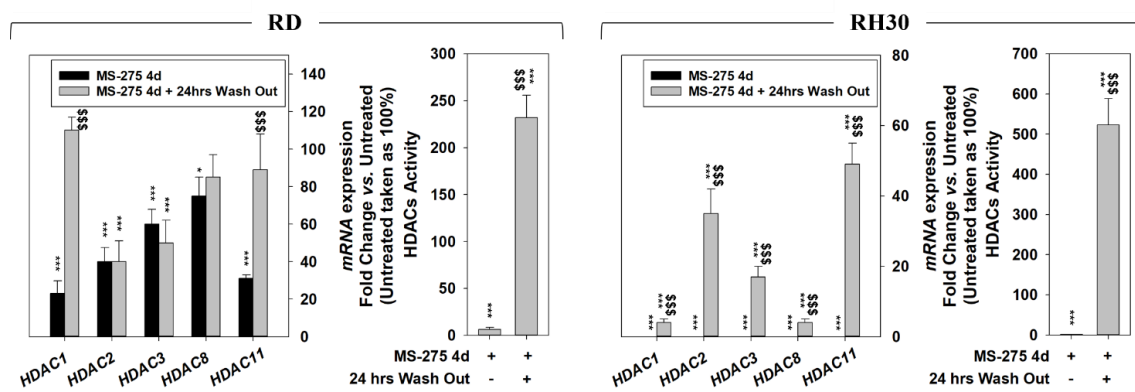 RD
RH30
MS-275 4d
MS-275 4d + 24hrs Wash Out
140
120
100
80
60
40
20
0
*** $$$ *** *** *** *** * *** $$$
HDAC1 HDAC2 HDAC3 HDAC8 HDAC11
mRNA expression
Fold Change vs. Untreated
(Untreated taken as 100%)
HDACs Activity
300
250
200
150
100
50
0
*** $$$ ***
MS-275 4d + +
24 hrs Wash Out - +
MS-275 4d
MS-275 4d + 24hrs Wash Out
80
60
40
20
0
*** *** $$$ *** *** $$$ *** *** $$$ *** *** $$$ *** *** $$$
HDAC1 HDAC2 HDAC3 HDAC8 HDAC11
mRNA expression
Fold Change vs. Untreated
(Untreated taken as 100%)
HDACs Activity
700
600
500
400
300
200
100
0
*** *** $$$
MS-275 4d + +
24 hrs Wash Out - +